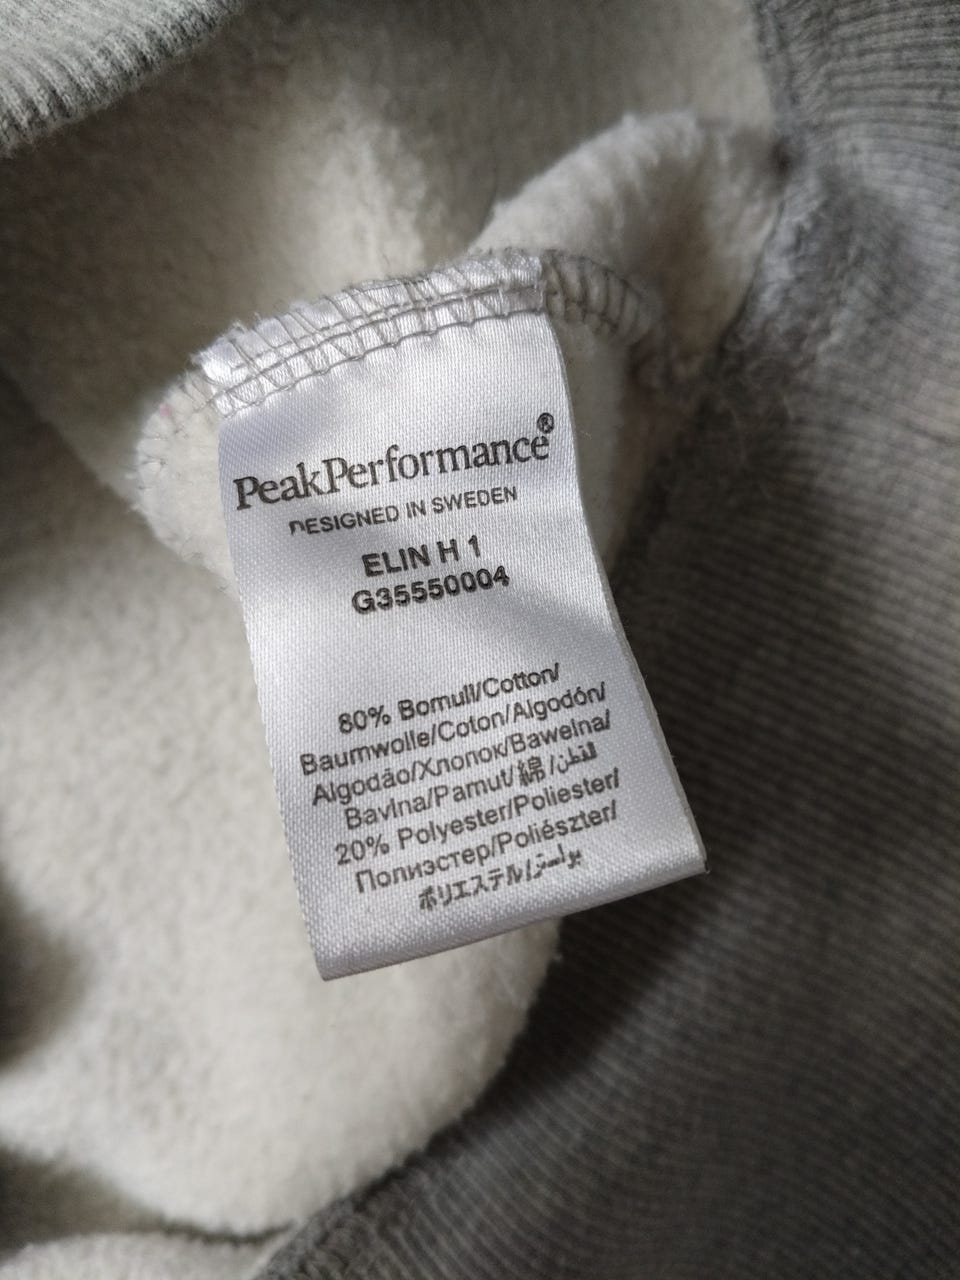 PeakPerformance®
DESIGNED IN SWEDEN
ELIN H 1
G35550004
80% Bomull/Cotton/
Baumwolle/Coton/Algodón/
Algodão/Хлопок/Bawełna/
Bavlna/Pamut/綿/القطن
20% Polyester/Poliester/
Полиэстер/Poliészter/
ポリエステル/بوليستر